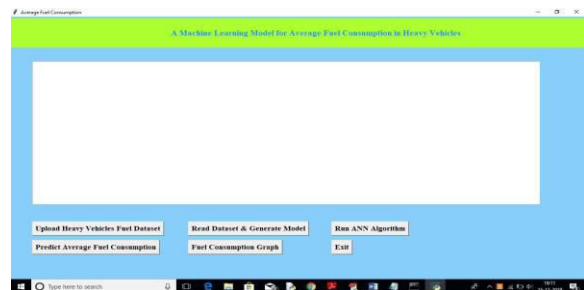 Average Fuel Consumption
A Machine Learning Model for Average Fuel Consumption in Heavy Vehicles
Upload Heavy Vehicles Fuel Dataset Read Dataset & Generate Model Run ANN Algorithm
Predict Average Fuel Consumption Fuel Consumption Graph Exit
Type here to search